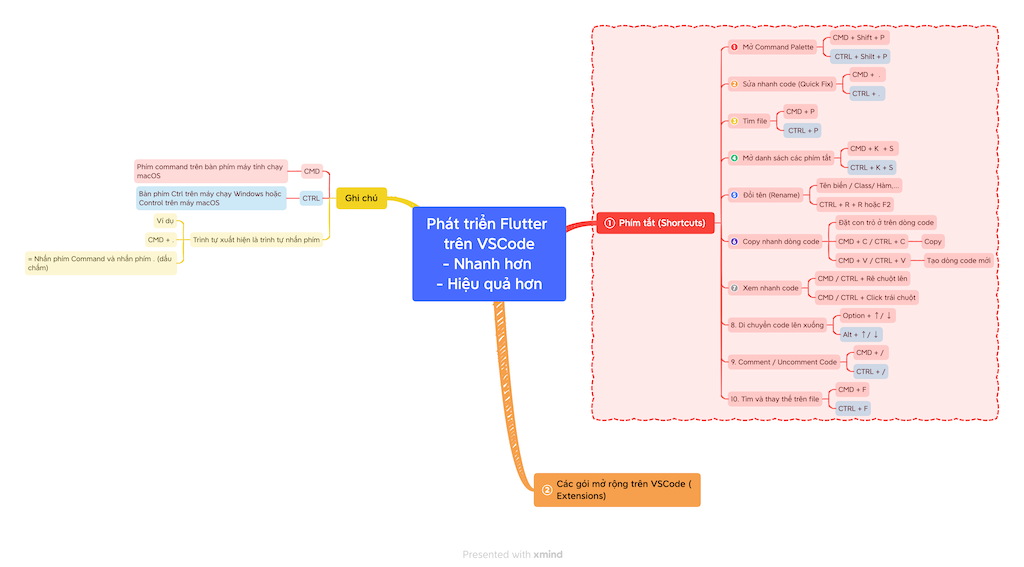 Phát triển Flutter
trên VSCode
- Nhanh hơn
- Hiệu quả hơn
Ghi chú
CMD
Phím command trên bàn phím máy tính chạy
macOS
CTRL
Bàn phím Ctrl trên máy chạy Windows hoặc
Control trên máy macOS
Trình tự xuất hiện là trình tự nhấn phím
Ví dụ
CMD + .
= Nhấn phím Command và nhấn phím . (dấu
chấm)
1 Phím tắt (Shortcuts)
1 Mở Command Palette
CMD + Shift + P
CTRL + Shilt + P
2 Sửa nhanh code (Quick Fix)
CMD + .
CTRL + .
3 Tìm file
CMD + P
CTRL + P
4 Mở danh sách các phím tắt
CMD + K + S
CTRL + K + S
5 Đổi tên (Rename)
Tên biến / Class/ Hàm,...
CTRL + R + R hoặc F2
6 Copy nhanh dòng code
Đặt con trỏ ở trên dòng code
CMD + C / CTRL + C
Copy
CMD + V / CTRL + V
Tạo dòng code mới
7 Xem nhanh code
CMD / CTRL + Rê chuột lên
CMD / CTRL + Click trái chuột
8. Di chuyển code lên xuống
Option + ↑/ ↓
Alt + ↑/ ↓
9. Comment / Uncomment Code
CMD + /
CTRL + /
10. Tìm và thay thế trên file
CMD + F
CTRL + F
2 Các gói mở rộng trên VSCode (
Extensions)
Presented with xmind